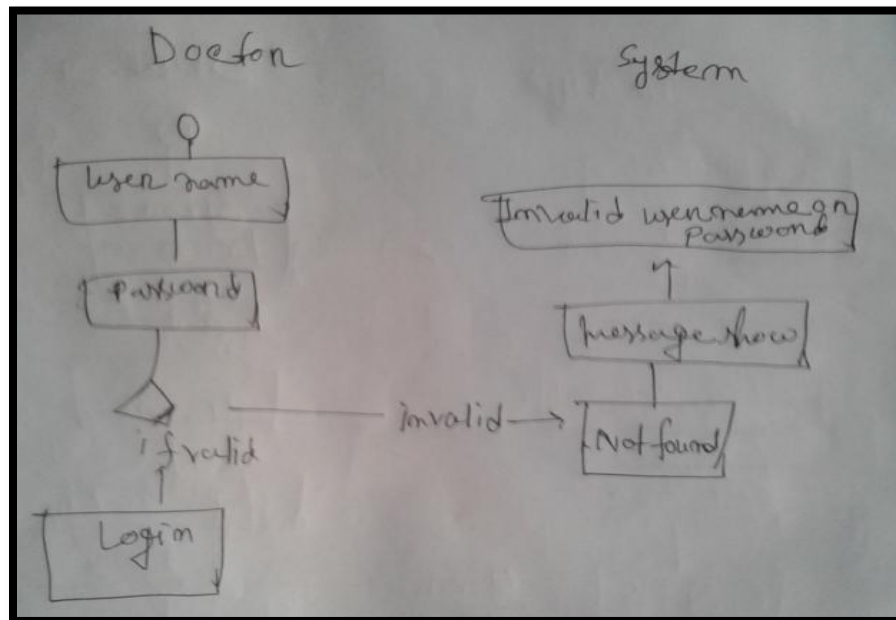 Doctor
System
user name
Password
if valid
Login
invalid
Invalid username or
Password
Message show
Not found